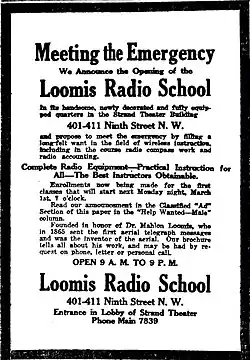 Meeting the Emergency
We Announce the Opening of the
Loomis Radio School
In its handsome, newly decorated and fully equip-
ped quarters in the Strand Theater Building
401-411 Ninth Street N. W.
and propose to meet the emergency by filling a
long-felt want in the field of wireless instruction,
including in the course radio compass work and
radio accounting.
Complete Radio Equipment—Practical Instruction for
All—The Best Instructors Obtainable.
Enrollments now being made for the first
classes that will start next Monday night, March
1st, 7 o'clock.
Read our announcement in the Classified "Ad"
Section of this paper in the "Help Wanted—Male"
column.
Founded in honor of Dr. Mahlon Loomis, who
in 1865 sent the first aerial telegraph messages
and was the inventor of the aerial. Our brochure
tells all about his work, and may be had by re-
quest on phone, letter or personal call.
OPEN 9 A. M. TO 9 P. M.
Loomis Radio School
401-411 Ninth Street N. W.
Entrance in Lobby of Strand Theater
Phone Main 7839